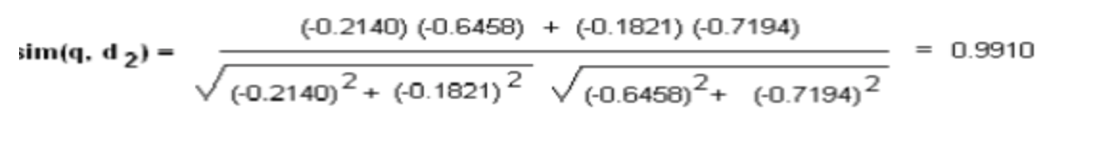 (-0.2140) (-0.6458) + (-0.1821) (-0.7194)
sim(q, d 2) = = 0.9910
√(-0.2140)2 + (-0.1821)2 √(-0.6458)2+ (-0.7194)2